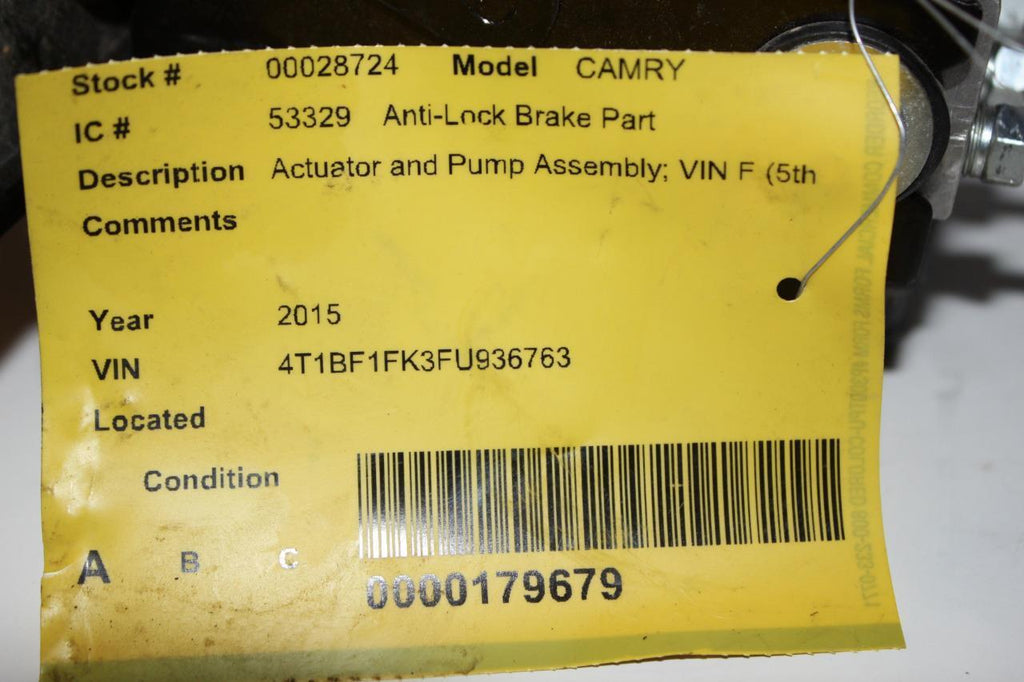 Stock # 00028724 Model CAMRY
IC # 53329 Anti-Lock Brake Part
Description Actuator and Pump Assembly; VIN F (5th
Comments
Year 2015
VIN 4T1BF1FK3FU936763
Located
Condition
A B C
0000179679